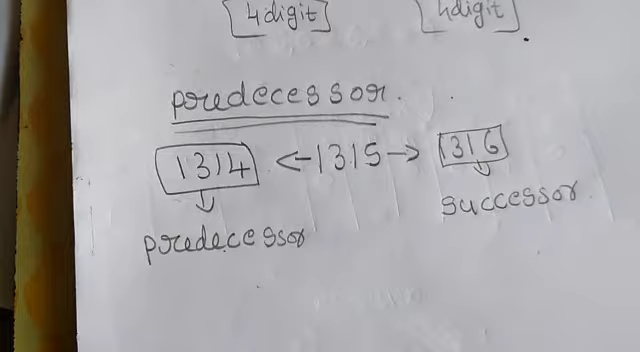 4digit 4digit
predecessor.
1314 ← 1315 → 1316
successor
predecessor